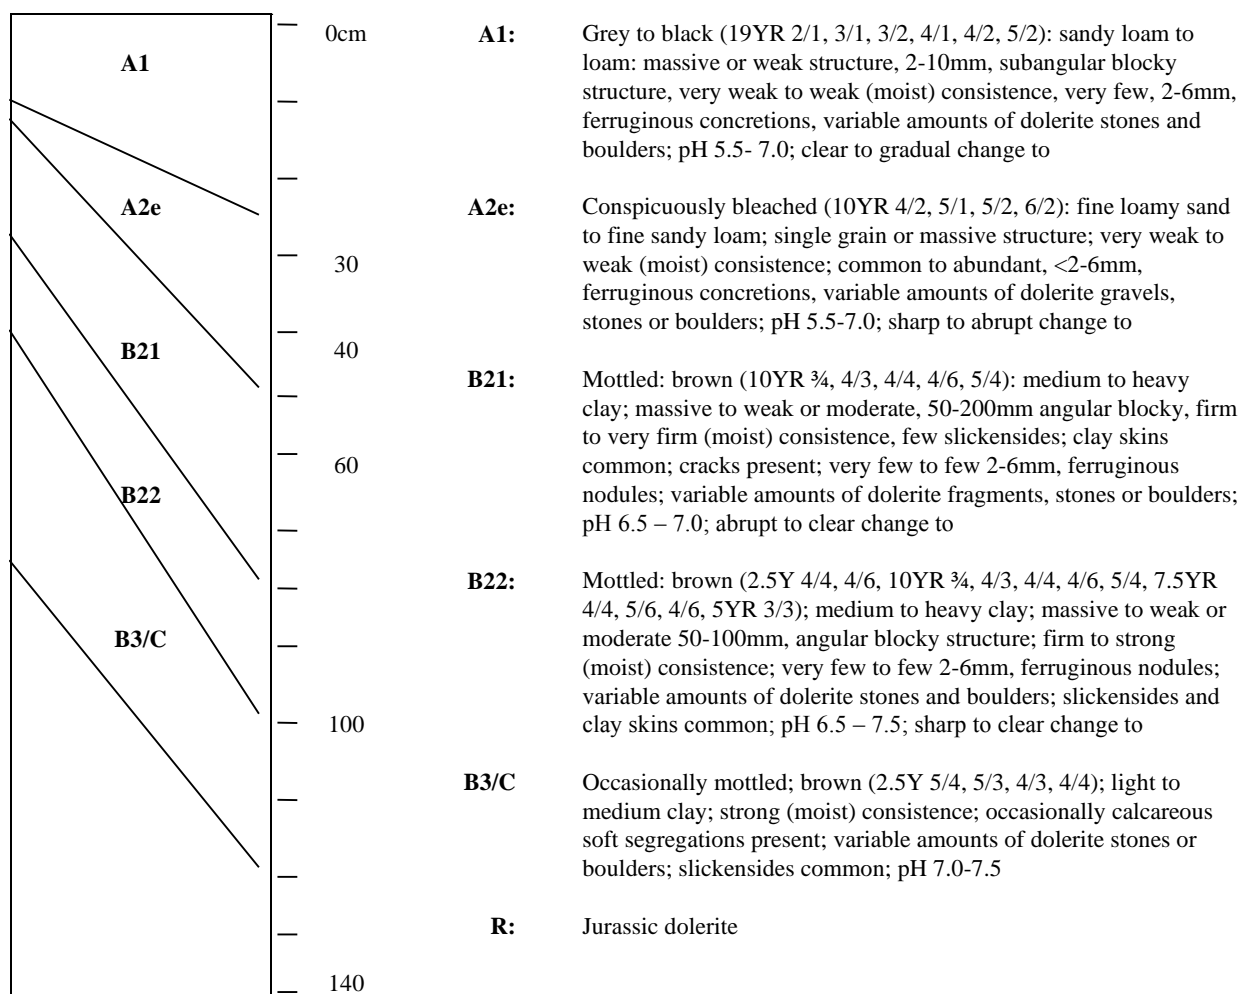 A1
A2e
B21
B22
B3/C
0cm
30
40
60
100
140
A1: Grey to black (19YR 2/1, 3/1, 3/2, 4/1, 4/2, 5/2): sandy loam to
loam: massive or weak structure, 2-10mm, subangular blocky
structure, very weak to weak (moist) consistence, very few, 2-6mm,
ferruginous concretions, variable amounts of dolerite stones and
boulders; pH 5.5- 7.0; clear to gradual change to
A2e: Conspicuously bleached (10YR 4/2, 5/1, 5/2, 6/2): fine loamy sand
to fine sandy loam; single grain or massive structure; very weak to
weak (moist) consistence; common to abundant, <2-6mm,
ferruginous concretions, variable amounts of dolerite gravels,
stones or boulders; pH 5.5-7.0; sharp to abrupt change to
B21: Mottled: brown (10YR ¾, 4/3, 4/4, 4/6, 5/4): medium to heavy
clay; massive to weak or moderate, 50-200mm angular blocky, firm
to very firm (moist) consistence, few slickensides; clay skins
common; cracks present; very few to few 2-6mm, ferruginous
nodules; variable amounts of dolerite fragments, stones or boulders;
pH 6.5 – 7.0; abrupt to clear change to
B22: Mottled: brown (2.5Y 4/4, 4/6, 10YR ¾, 4/3, 4/4, 4/6, 5/4, 7.5YR
4/4, 5/6, 4/6, 5YR 3/3); medium to heavy clay; massive to weak or
moderate 50-100mm, angular blocky structure; firm to strong
(moist) consistence; very few to few 2-6mm, ferruginous nodules;
variable amounts of dolerite stones and boulders; slickensides and
clay skins common; pH 6.5 – 7.5; sharp to clear change to
B3/C Occasionally mottled; brown (2.5Y 5/4, 5/3, 4/3, 4/4); light to
medium clay; strong (moist) consistence; occasionally calcareous
soft segregations present; variable amounts of dolerite stones or
boulders; slickensides common; pH 7.0-7.5
R: Jurassic dolerite